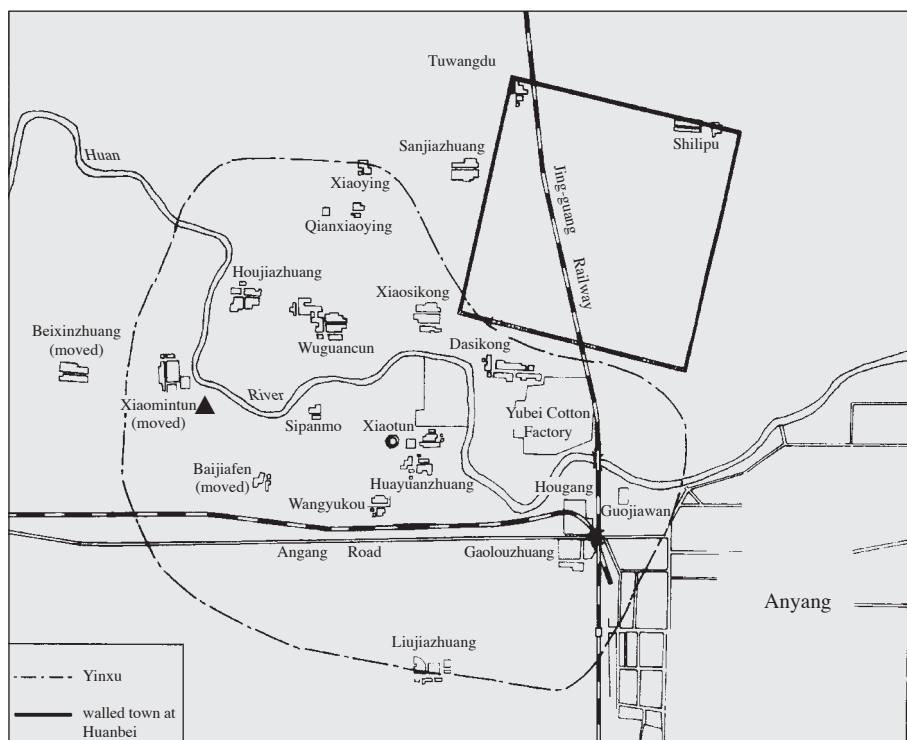 Tuwangdu
Huan
Sanjiazhuang
Shilipu
Xiaoying
Jing-guang
Railway
Qianxiaoying
Houjiazhuang
Xiaosikong
Beixinzhuang
(moved)
Wuguancun
Dasikong
River
Xiaomintun
(moved)
Sipanmo
Xiaotun
Yubei Cotton
Factory
Baijiafen
(moved)
Huayuanzhuang
Wangyukou
Hougang
Guojiawan
Angang Road
Gaolouzhuang
Anyang
Liujiazhuang
Yinxu
walled town at
Huanbei